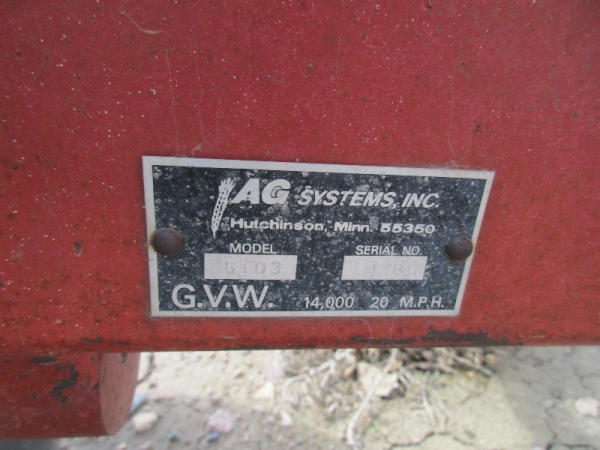 AG SYSTEMS, INC.
Hutchinson, Minn. 55350
MODEL SERIAL NO.
G.V.W. 14,000 20 M.P.H.